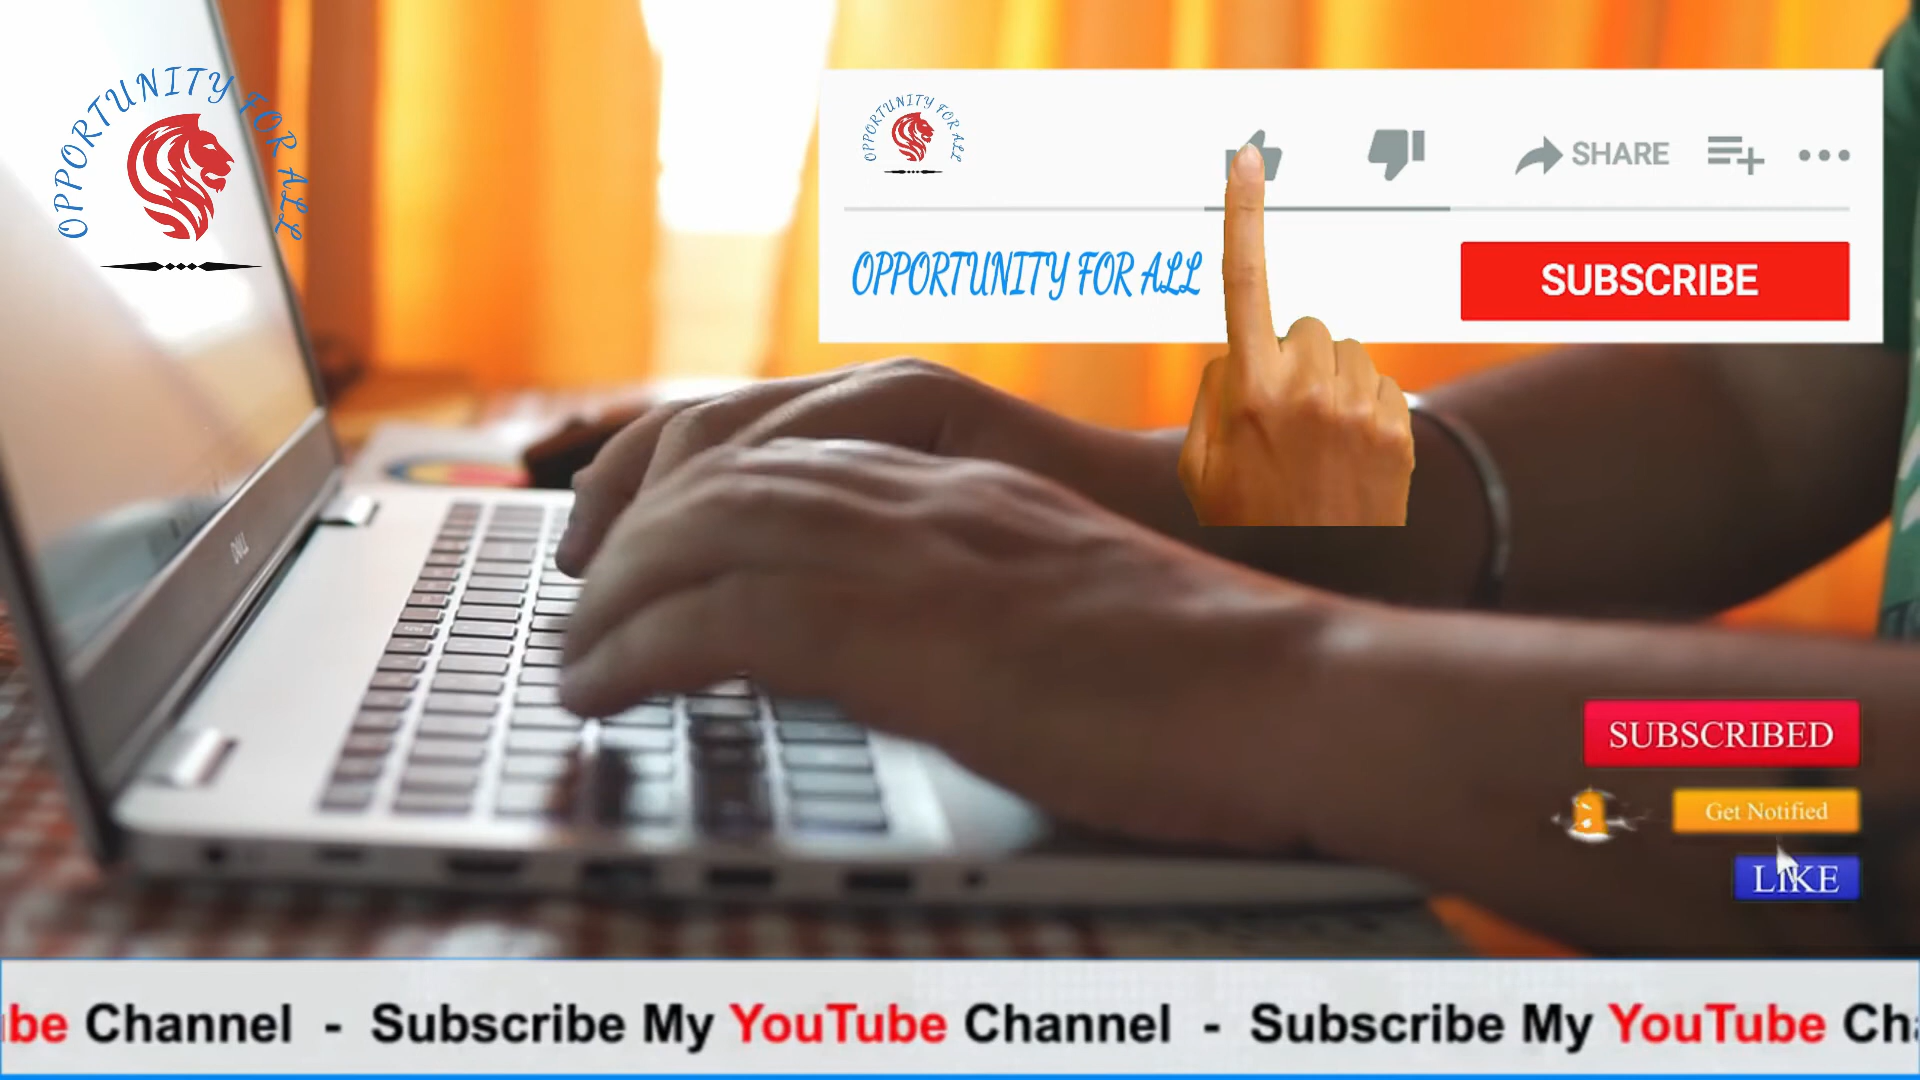 OPPORTUNITY FOR ALL
OPPORTUNITY FOR ALL
SHARE
OPPORTUNITY FOR ALL
SUBSCRIBE
DELL
SUBSCRIBED
Get Notified
LIKE
be Channel - Subscribe My YouTube Channel - Subscribe My YouTube Ch